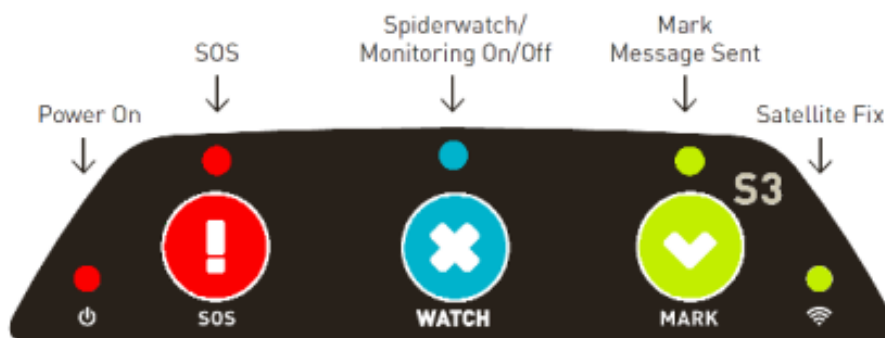 Spiderwatch/
Monitoring On/Off
Mark
Message Sent
SOS
Power On
Satellite Fix
S3
SOS
WATCH
MARK